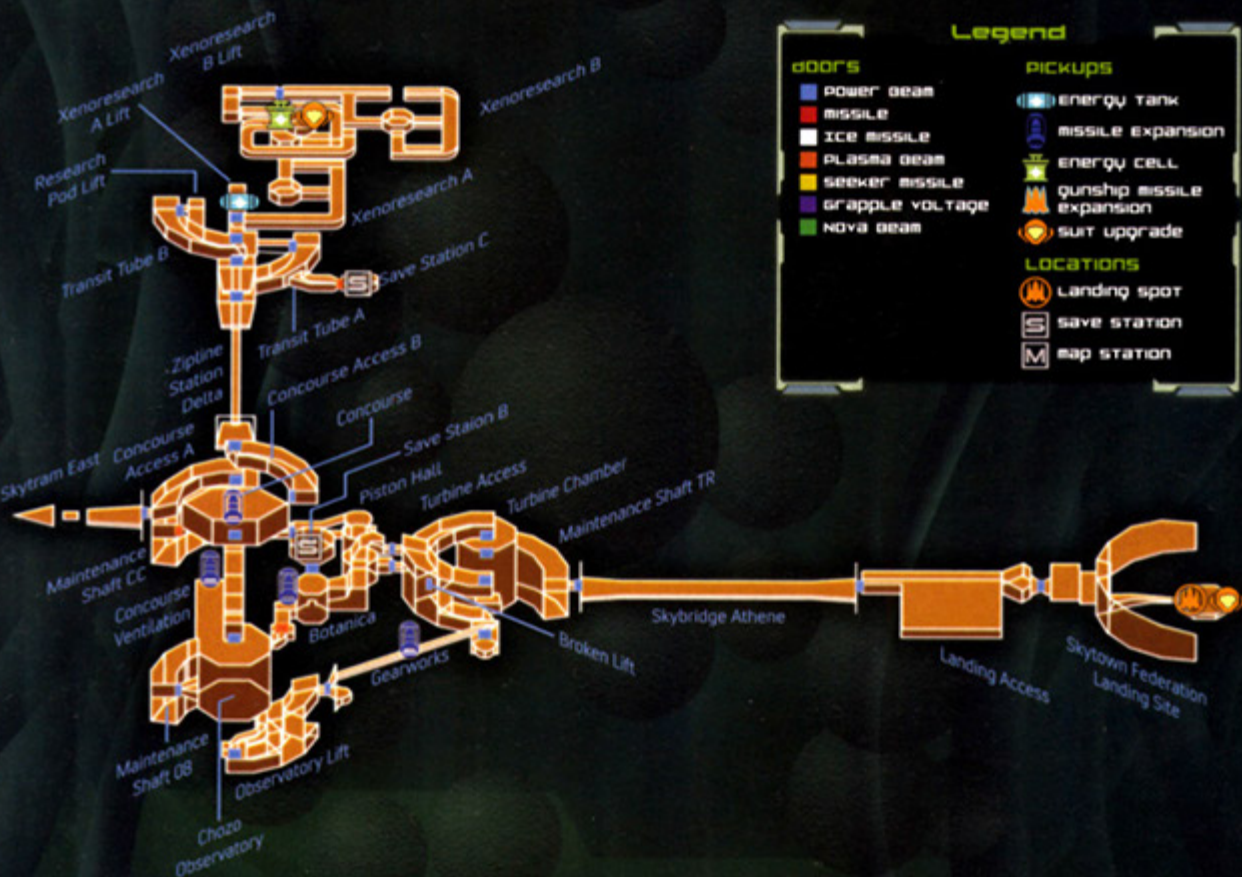 Xenoresearch
B Lift
Xenoresearch
A Lift
Xenoresearch B
Research
Pod Lift
Xenoresearch A
Transit Tube B
Save Station C
Transit Tube A
Zipline
Station
Delta
Concourse Access B
Concourse
Save Staion B
Skytram East
Concourse
Access A
Piston Hall
Turbine Access
Turbine Chamber
Maintenance Shaft TR
S
S
Maintenance
Shaft CC
Concourse
Ventilation
Botanica
Gearworks
Broken Lift
Skybridge Athene
Landing Access
Skytown Federation
Landing Site
Maintenance
Shaft 08
Observatory Lift
Chozo
Observatory
Legend
DOORS
POWER BEAM
MISSILE
ICE MISSILE
PLASMA BEAM
SEEKER MISSILE
GRAPPLE VOLTAGE
NOVA BEAM
PICKUPS
ENERGY TANK
MISSILE EXPANSION
ENERGY CELL
GUNSHIP MISSILE
EXPANSION
SUIT UPGRADE
LOCATIONS
LANDING SPOT
S SAVE STATION
M MAP STATION